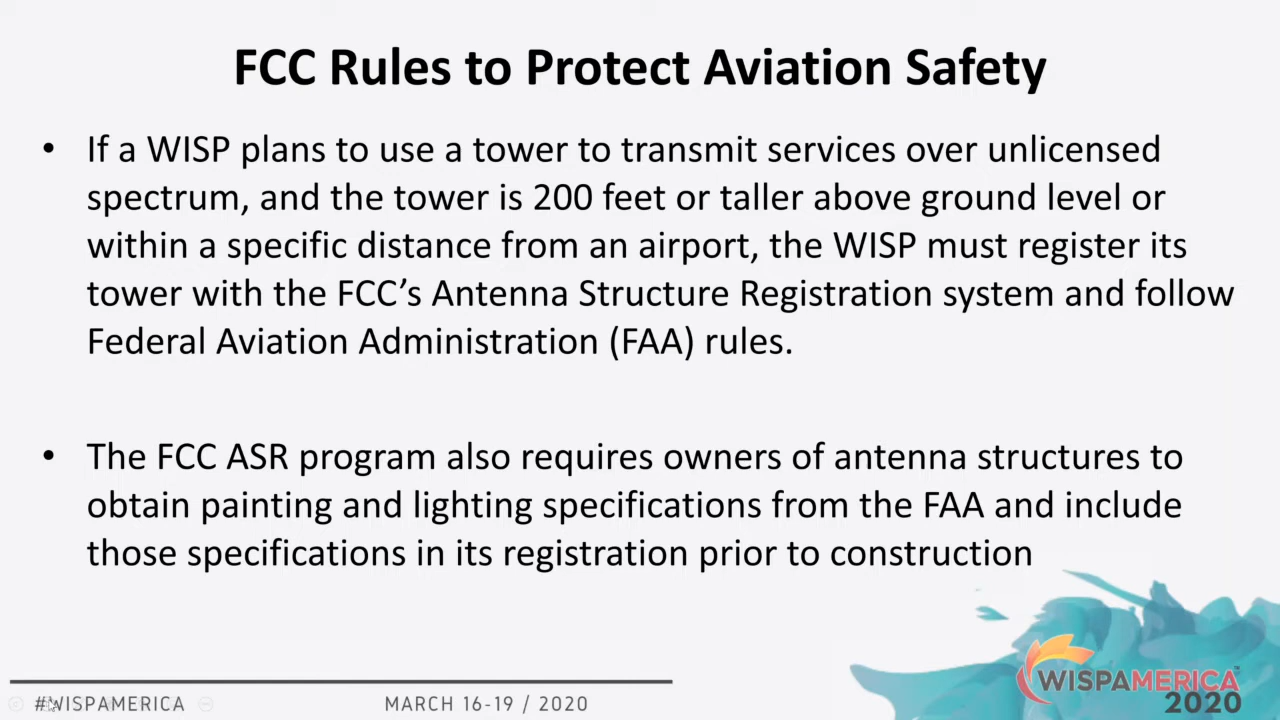 FCC Rules to Protect Aviation Safety
• If a WISP plans to use a tower to transmit services over unlicensed
spectrum, and the tower is 200 feet or taller above ground level or
within a specific distance from an airport, the WISP must register its
tower with the FCC’s Antenna Structure Registration system and follow
Federal Aviation Administration (FAA) rules.
• The FCC ASR program also requires owners of antenna structures to
obtain painting and lighting specifications from the FAA and include
those specifications in its registration prior to construction
#WISPAMERICA
MARCH 16-19 / 2020
WISPAMERICA™
2020